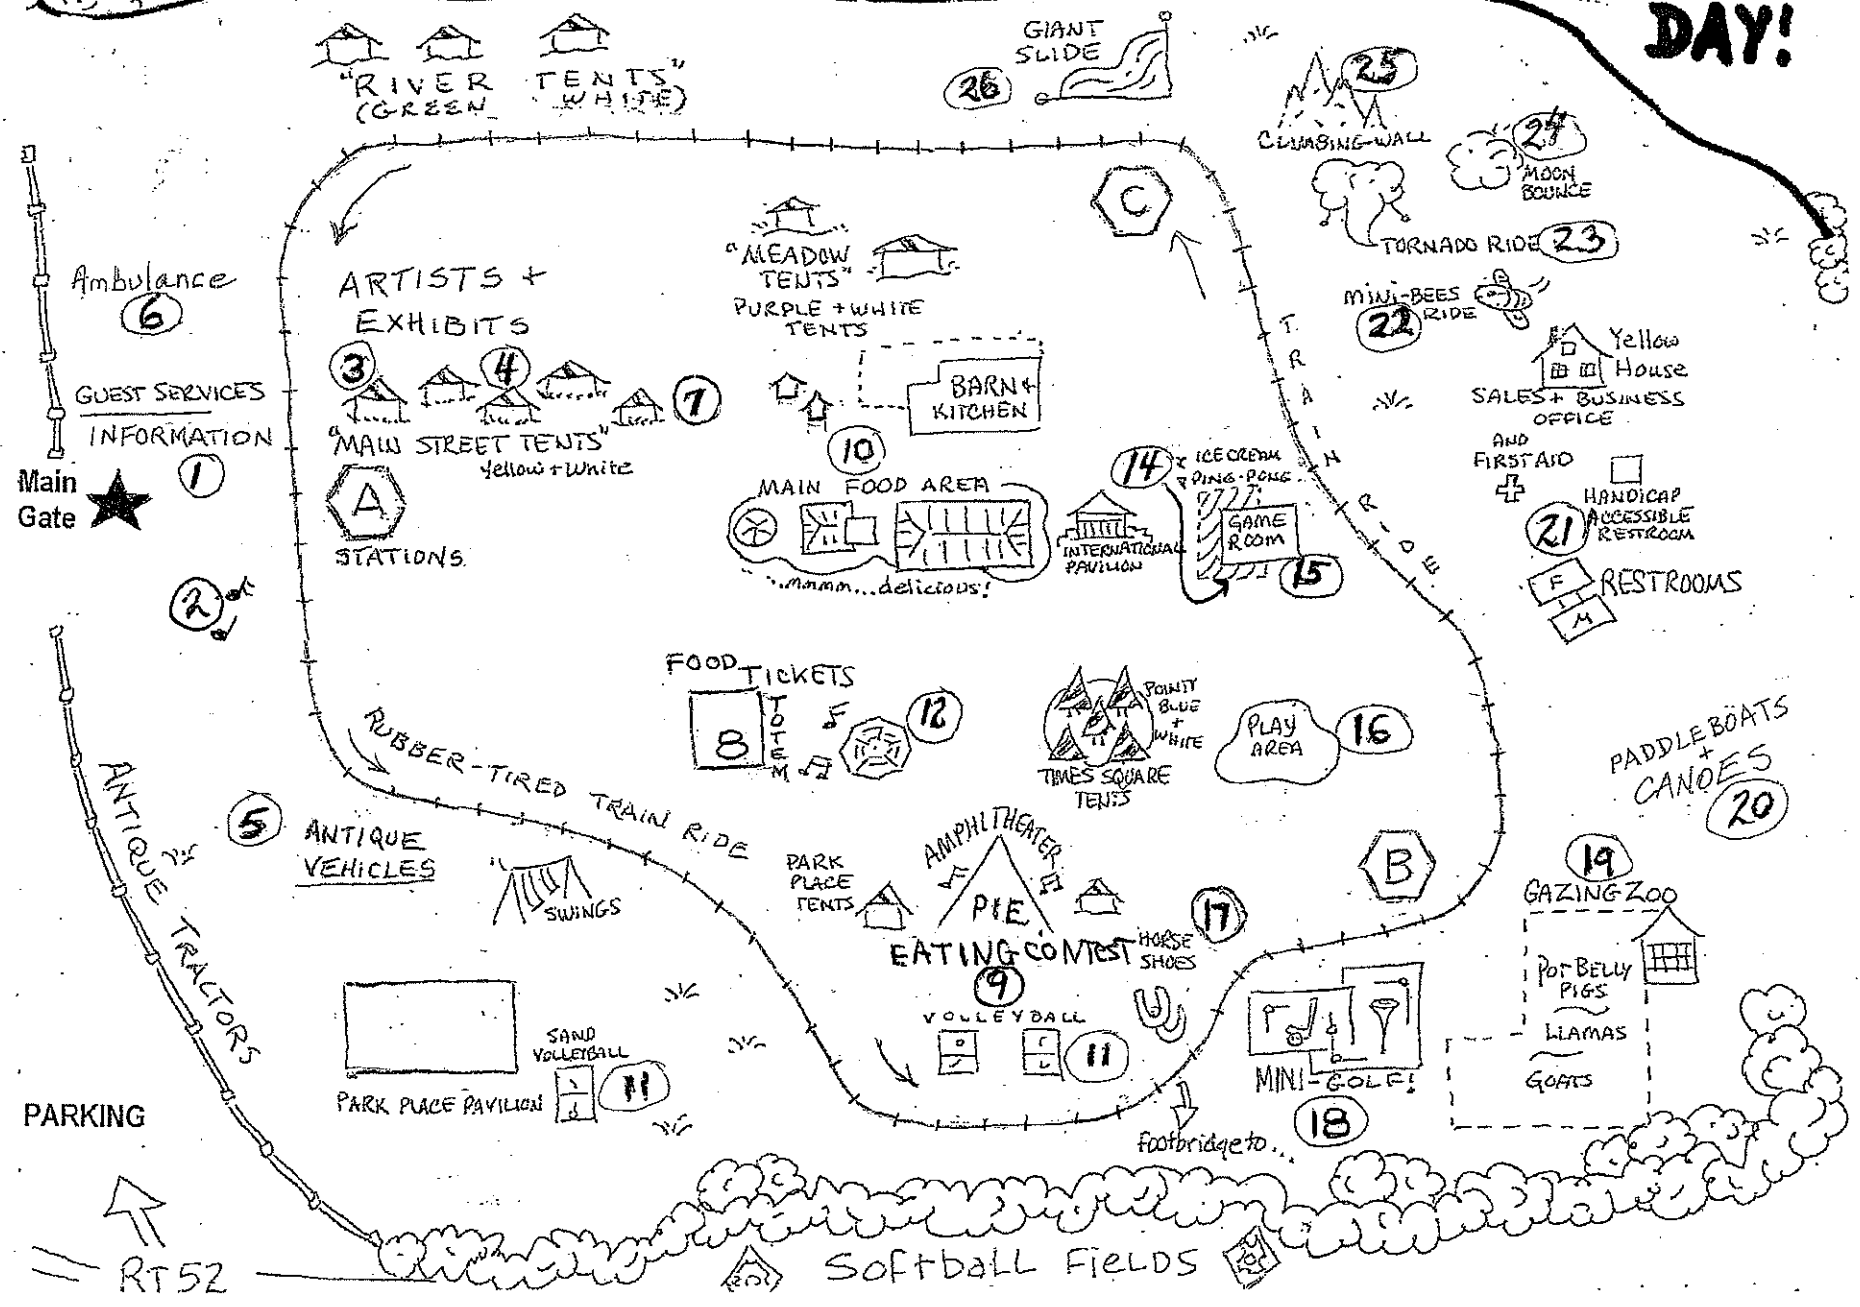 DAY!
"RIVER TENTS"
(GREEN WHITE)
GIANT
SLIDE
26
25
CLIMBING WALL
24
MOON
BOUNCE
TORNADO RIDE 23
MINI-BEES
RIDE
22
Yellow
House
SALES + BUSINESS
OFFICE
AND
FIRST AID
HANDICAP
ACCESSIBLE
RESTROOM
21
F
M
RESTROOMS
C
TRAIN RIDE
Ambulance
6
GUEST SERVICES
INFORMATION
1
Main
Gate
2
ARTISTS +
EXHIBITS
3
4
7
"MAIN STREET TENTS"
Yellow + White
A
STATIONS
"MEADOW
TENTS"
PURPLE + WHITE
TENTS
BARN +
KITCHEN
10
MAIN FOOD AREA
...mmmm...delicious!
INTERNATIONAL
PAVILION
14
ICE CREAM
PING-PONG
GAME
ROOM
15
FOOD TICKETS
8
TOTEM
12
POINTY
BLUE
+
WHITE
TIMES SQUARE
TENTS
PLAY
AREA
16
PADDLE BOATS
+
CANOES
20
RUBBER-TIRED TRAIN RIDE
ANTIQUE TRACTORS
5
ANTIQUE
VEHICLES
SWINGS
PARK
PLACE
TENTS
AMPHITHEATER
PIE
EATING CONTEST
9
HORSE
SHOES
17
B
19
GAZING ZOO
POT BELLY
PIGS
LLAMAS
GOATS
VOLLEYBALL
11
SAND
VOLLEYBALL
11
PARK PLACE PAVILION
MINI-GOLF!
18
footbridge to...
PARKING
RT 52
Softball Fields